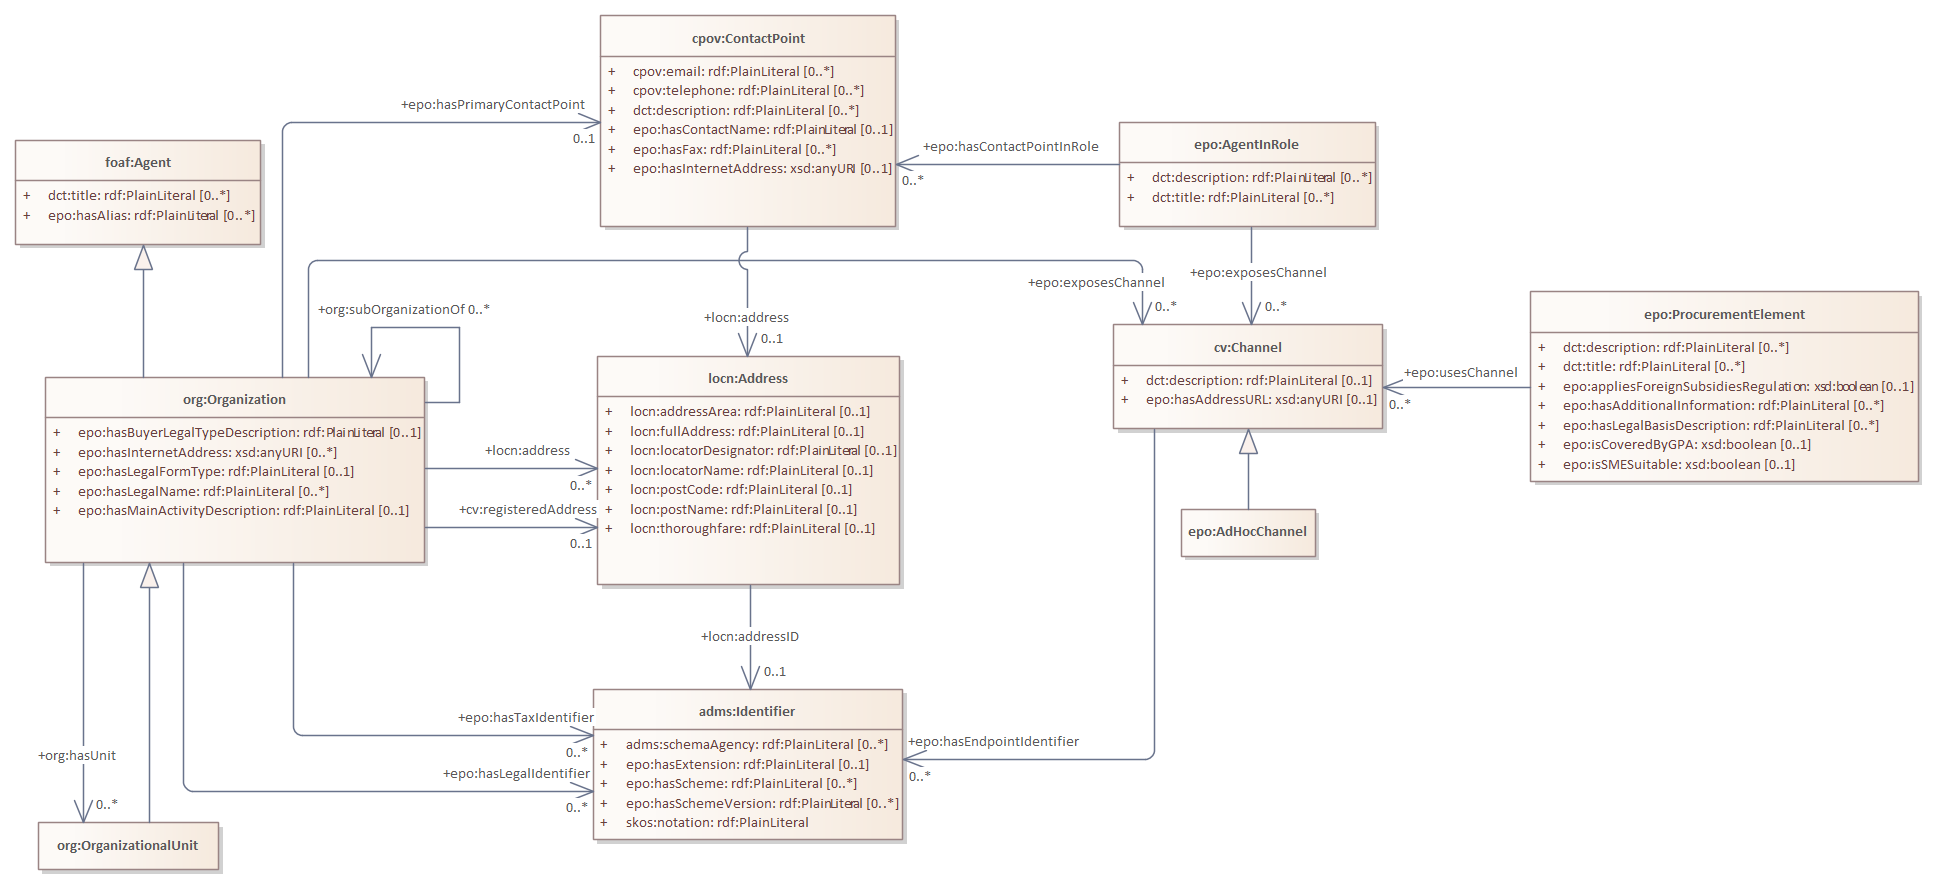 cpov:ContactPoint
+ cpov:email: rdf:PlainLiteral [0..*]
+ cpov:telephone: rdf:PlainLiteral [0..*]
+ dct:description: rdf:PlainLiteral [0..*]
+ epo:hasContactName: rdf:PlainLiteral [0..1]
+ epo:hasFax: rdf:PlainLiteral [0..*]
+ epo:hasInternetAddress: xsd:anyURI [0..1]
+epo:hasPrimaryContactPoint
0..1
foaf:Agent
+ dct:title: rdf:PlainLiteral [0..*]
+ epo:hasAlias: rdf:PlainLiteral [0..*]
+epo:hasContactPointInRole
0..*
epo:AgentInRole
+ dct:description: rdf:PlainLiteral [0..*]
+ dct:title: rdf:PlainLiteral [0..*]
+epo:exposesChannel
0..*
+epo:exposesChannel
0..*
+org:subOrganizationOf 0..*
+locn:address
0..1
epo:ProcurementElement
+ dct:description: rdf:PlainLiteral [0..*]
+ dct:title: rdf:PlainLiteral [0..*]
+ epo:appliesForeignSubsidiesRegulation: xsd:boolean [0..1]
+ epo:hasAdditionalInformation: rdf:PlainLiteral [0..*]
+ epo:hasLegalBasisDescription: rdf:PlainLiteral [0..*]
+ epo:isCoveredByGPA: xsd:boolean [0..1]
+ epo:isSMESuitable: xsd:boolean [0..1]
cv:Channel
+ dct:description: rdf:PlainLiteral [0..1]
+ epo:hasAddressURL: xsd:anyURI [0..1]
+epo:usesChannel
0..*
org:Organization
+ epo:hasBuyerLegalTypeDescription: rdf:PlainLiteral [0..1]
+ epo:hasInternetAddress: xsd:anyURI [0..*]
+ epo:hasLegalFormType: rdf:PlainLiteral [0..1]
+ epo:hasLegalName: rdf:PlainLiteral [0..*]
+ epo:hasMainActivityDescription: rdf:PlainLiteral [0..1]
+locn:address
0..*
+cv:registeredAddress
0..1
locn:Address
+ locn:addressArea: rdf:PlainLiteral [0..1]
+ locn:fullAddress: rdf:PlainLiteral [0..1]
+ locn:locatorDesignator: rdf:PlainLiteral [0..1]
+ locn:locatorName: rdf:PlainLiteral [0..1]
+ locn:postCode: rdf:PlainLiteral [0..1]
+ locn:postName: rdf:PlainLiteral [0..1]
+ locn:thoroughfare: rdf:PlainLiteral [0..1]
epo:AdHocChannel
+locn:addressID
0..1
+epo:hasTaxIdentifier
0..*
+epo:hasLegalIdentifier
0..*
adms:Identifier
+ adms:schemaAgency: rdf:PlainLiteral [0..*]
+ epo:hasExtension: rdf:PlainLiteral [0..1]
+ epo:hasScheme: rdf:PlainLiteral [0..*]
+ epo:hasSchemeVersion: rdf:PlainLiteral [0..*]
+ skos:notation: rdf:PlainLiteral
+epo:hasEndpointIdentifier
0..*
+org:hasUnit
0..*
org:OrganizationalUnit